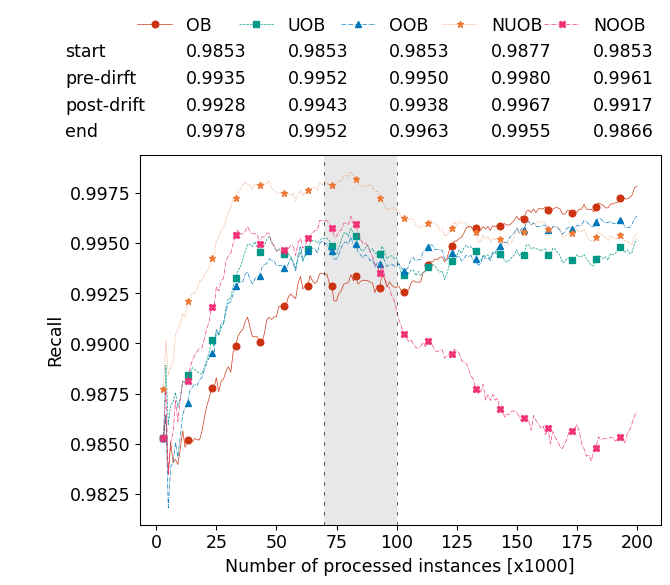 OB UOB OOB NUOB NOOB
start 0.9853 0.9853 0.9853 0.9877 0.9853
pre-dirft 0.9935 0.9952 0.9950 0.9980 0.9961
post-drift 0.9928 0.9943 0.9938 0.9967 0.9917
end 0.9978 0.9952 0.9963 0.9955 0.9866
0.9975
0.9950
0.9925
0.9900
0.9875
0.9850
0.9825
Recall
0 25 50 75 100 125 150 175 200
Number of processed instances [x1000]